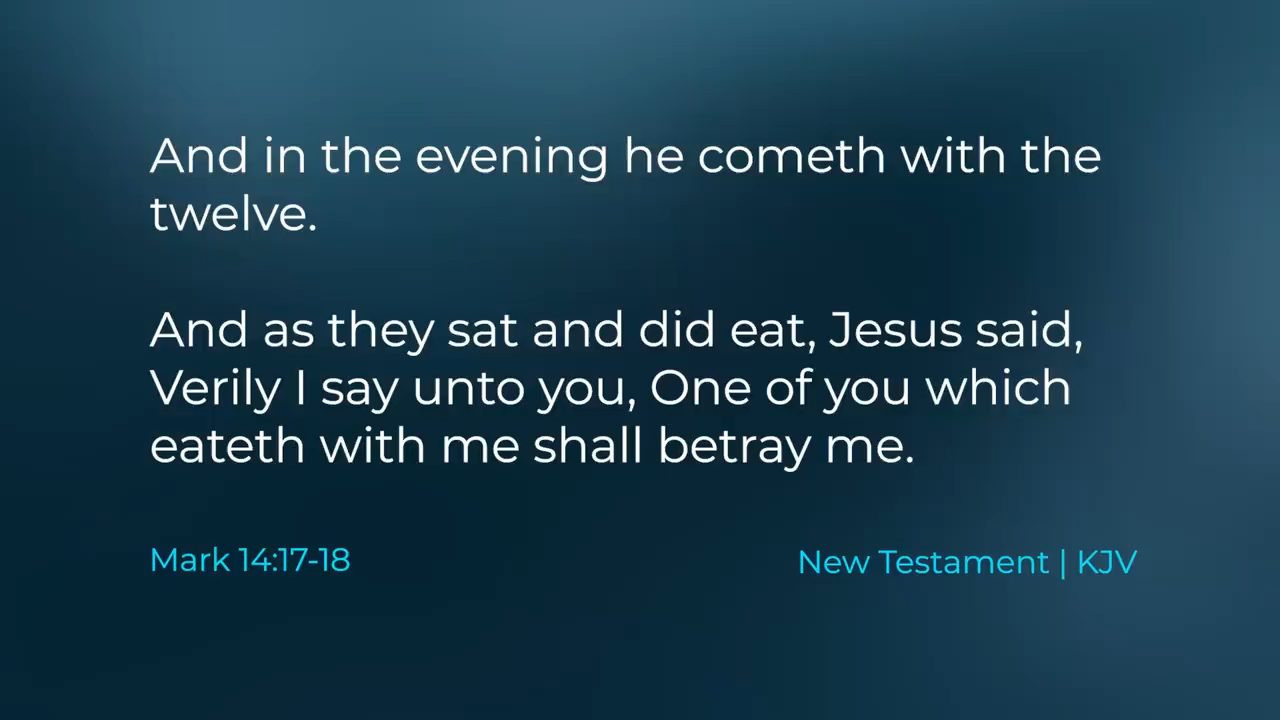 And in the evening he cometh with the
twelve.
And as they sat and did eat, Jesus said,
Verily I say unto you, One of you which
eateth with me shall betray me.
Mark 14:17-18
New Testament | KJV